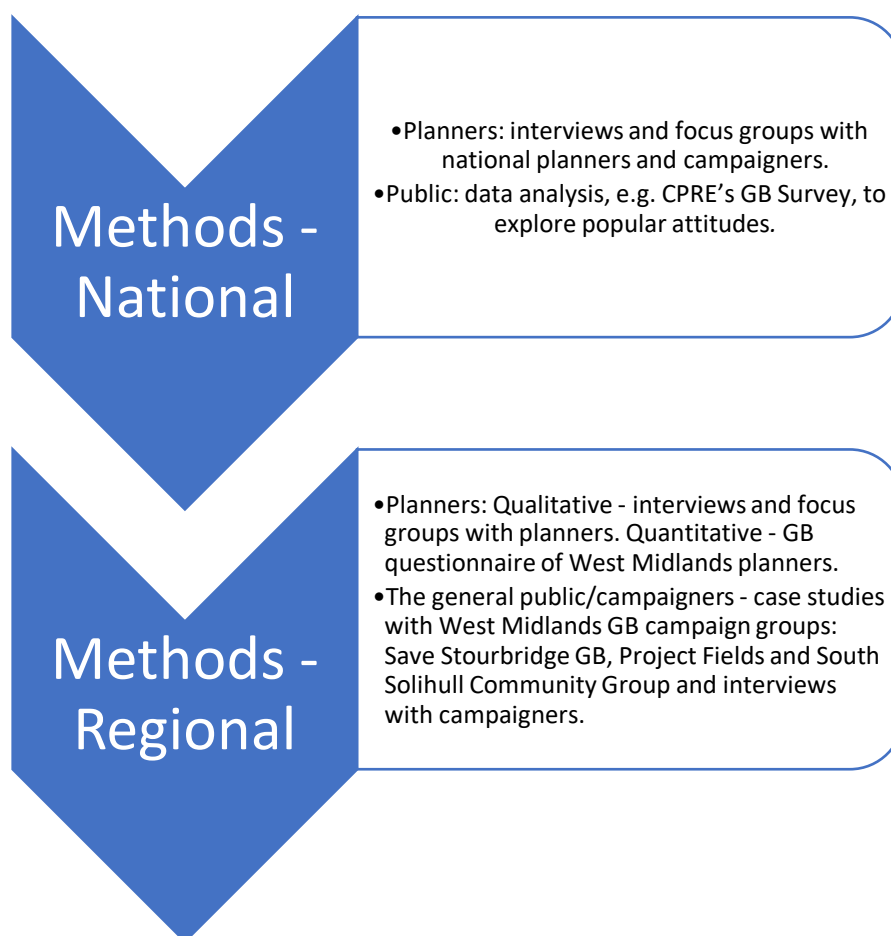 Methods -
National
•Planners: interviews and focus groups with
national planners and campaigners.
•Public: data analysis, e.g. CPRE’s GB Survey, to
explore popular attitudes.
Methods -
Regional
•Planners: Qualitative - interviews and focus
groups with planners. Quantitative - GB
questionnaire of West Midlands planners.
•The general public/campaigners - case studies
with West Midlands GB campaign groups:
Save Stourbridge GB, Project Fields and South
Solihull Community Group and interviews
with campaigners.